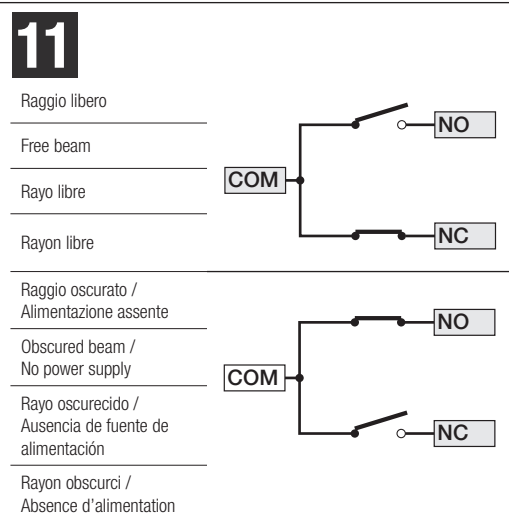 11
Raggio libero
Free beam
Rayo libre
Rayon libre
COM
NO
NC
Raggio oscurato /
Alimentazione assente
Obscured beam /
No power supply
Rayo oscurecido /
Ausencia de fuente de
alimentación
Rayon obscurci /
Absence d'alimentation
COM
NO
NC